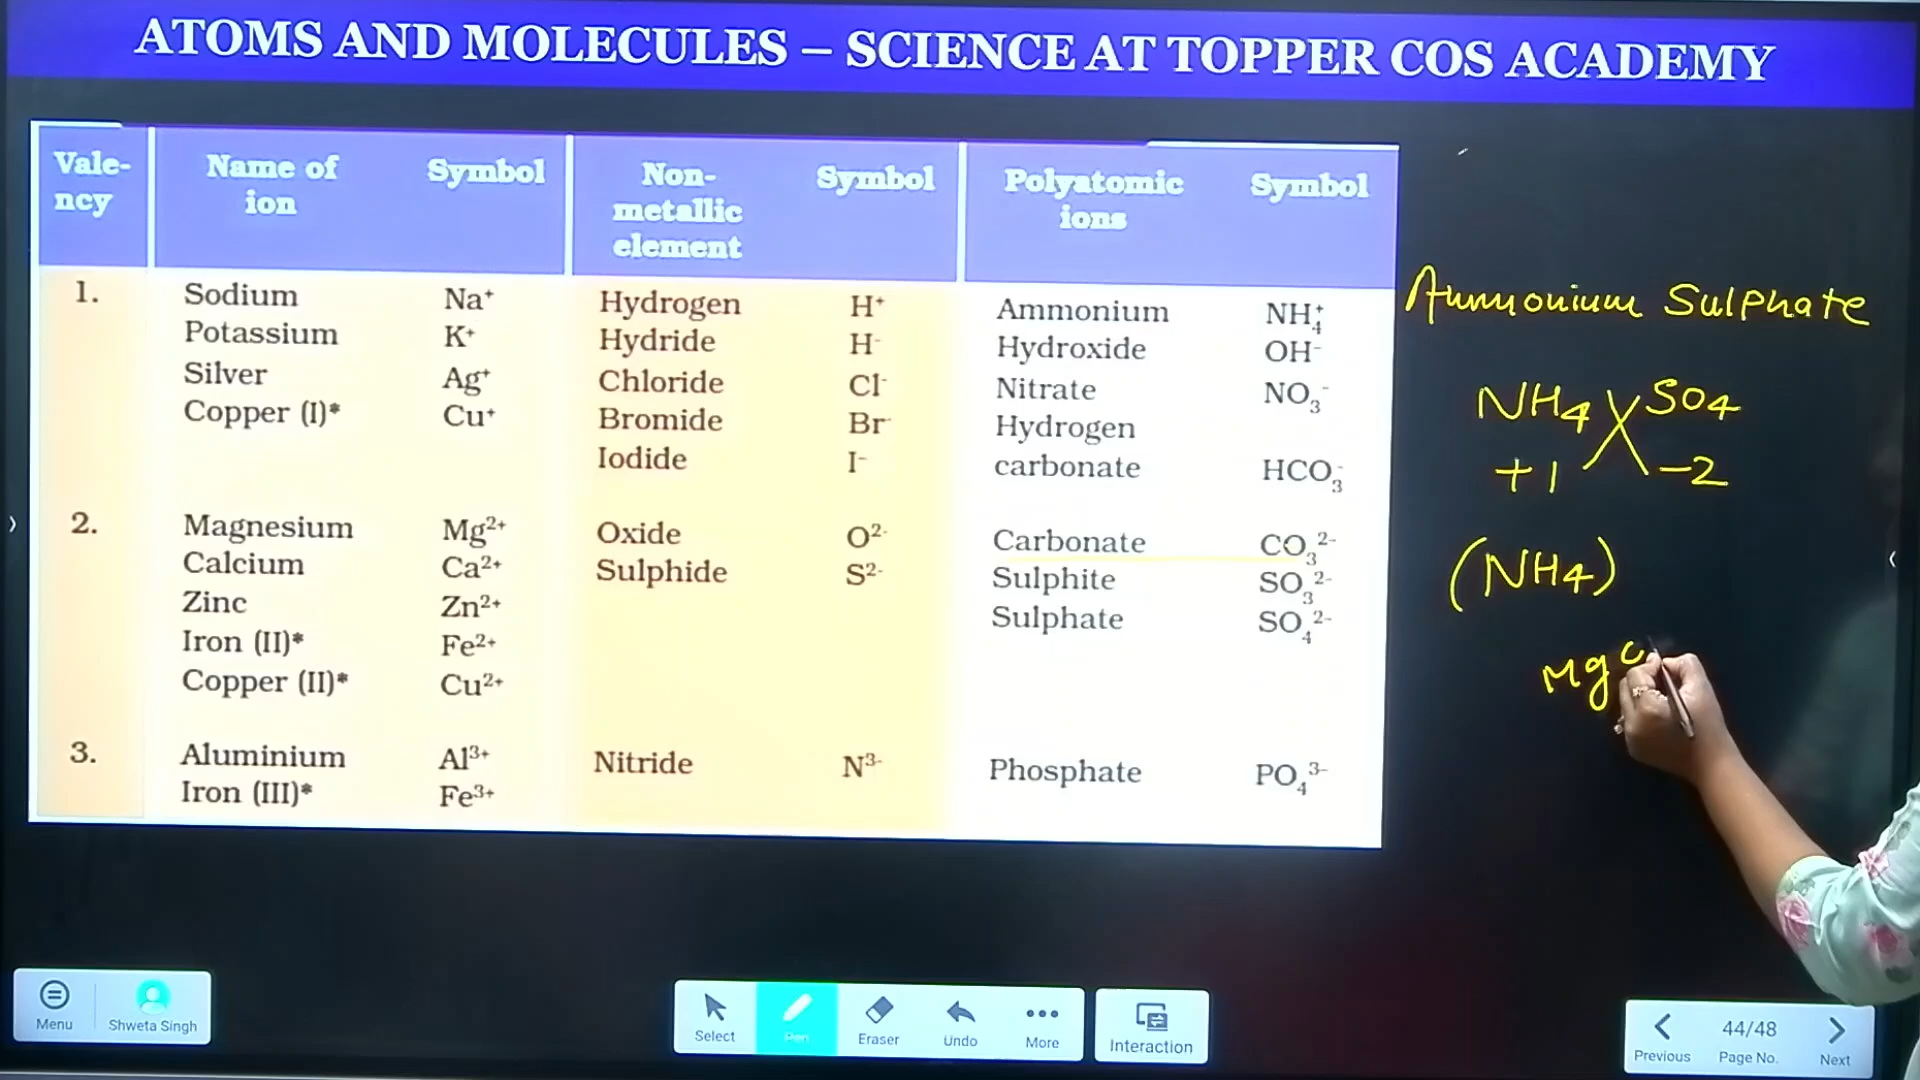 ATOMS AND MOLECULES – SCIENCE AT TOPPER COS ACADEMY
Vale-
ncy
Name of
ion
Symbol
Non-
metallic
element
Symbol
Polyatomic
ions
Symbol
1.
Sodium Na⁺ Hydrogen H⁺ Ammonium NH₄⁺
Potassium K⁺ Hydride H⁻ Hydroxide OH⁻
Silver Ag⁺ Chloride Cl⁻ Nitrate NO₃⁻
Copper (I)* Cu⁺ Bromide Br⁻ Hydrogen
Iodide I⁻ carbonate HCO₃⁻
2.
Magnesium Mg²⁺ Oxide O²⁻ Carbonate CO₃²⁻
Calcium Ca²⁺ Sulphide S²⁻ Sulphite SO₃²⁻
Zinc Zn²⁺ Sulphate SO₄²⁻
Iron (II)* Fe²⁺
Copper (II)* Cu²⁺
3.
Aluminium Al³⁺ Nitride N³⁻ Phosphate PO₄³⁻
Iron (III)* Fe³⁺
Ammonium Sulphate
NH4 SO4
+1 -2
(NH4)
Mg
Menu
Shweta Singh
Select
Pen
Eraser
Undo
More
Interaction
Previous
44/48
Page No.
Next